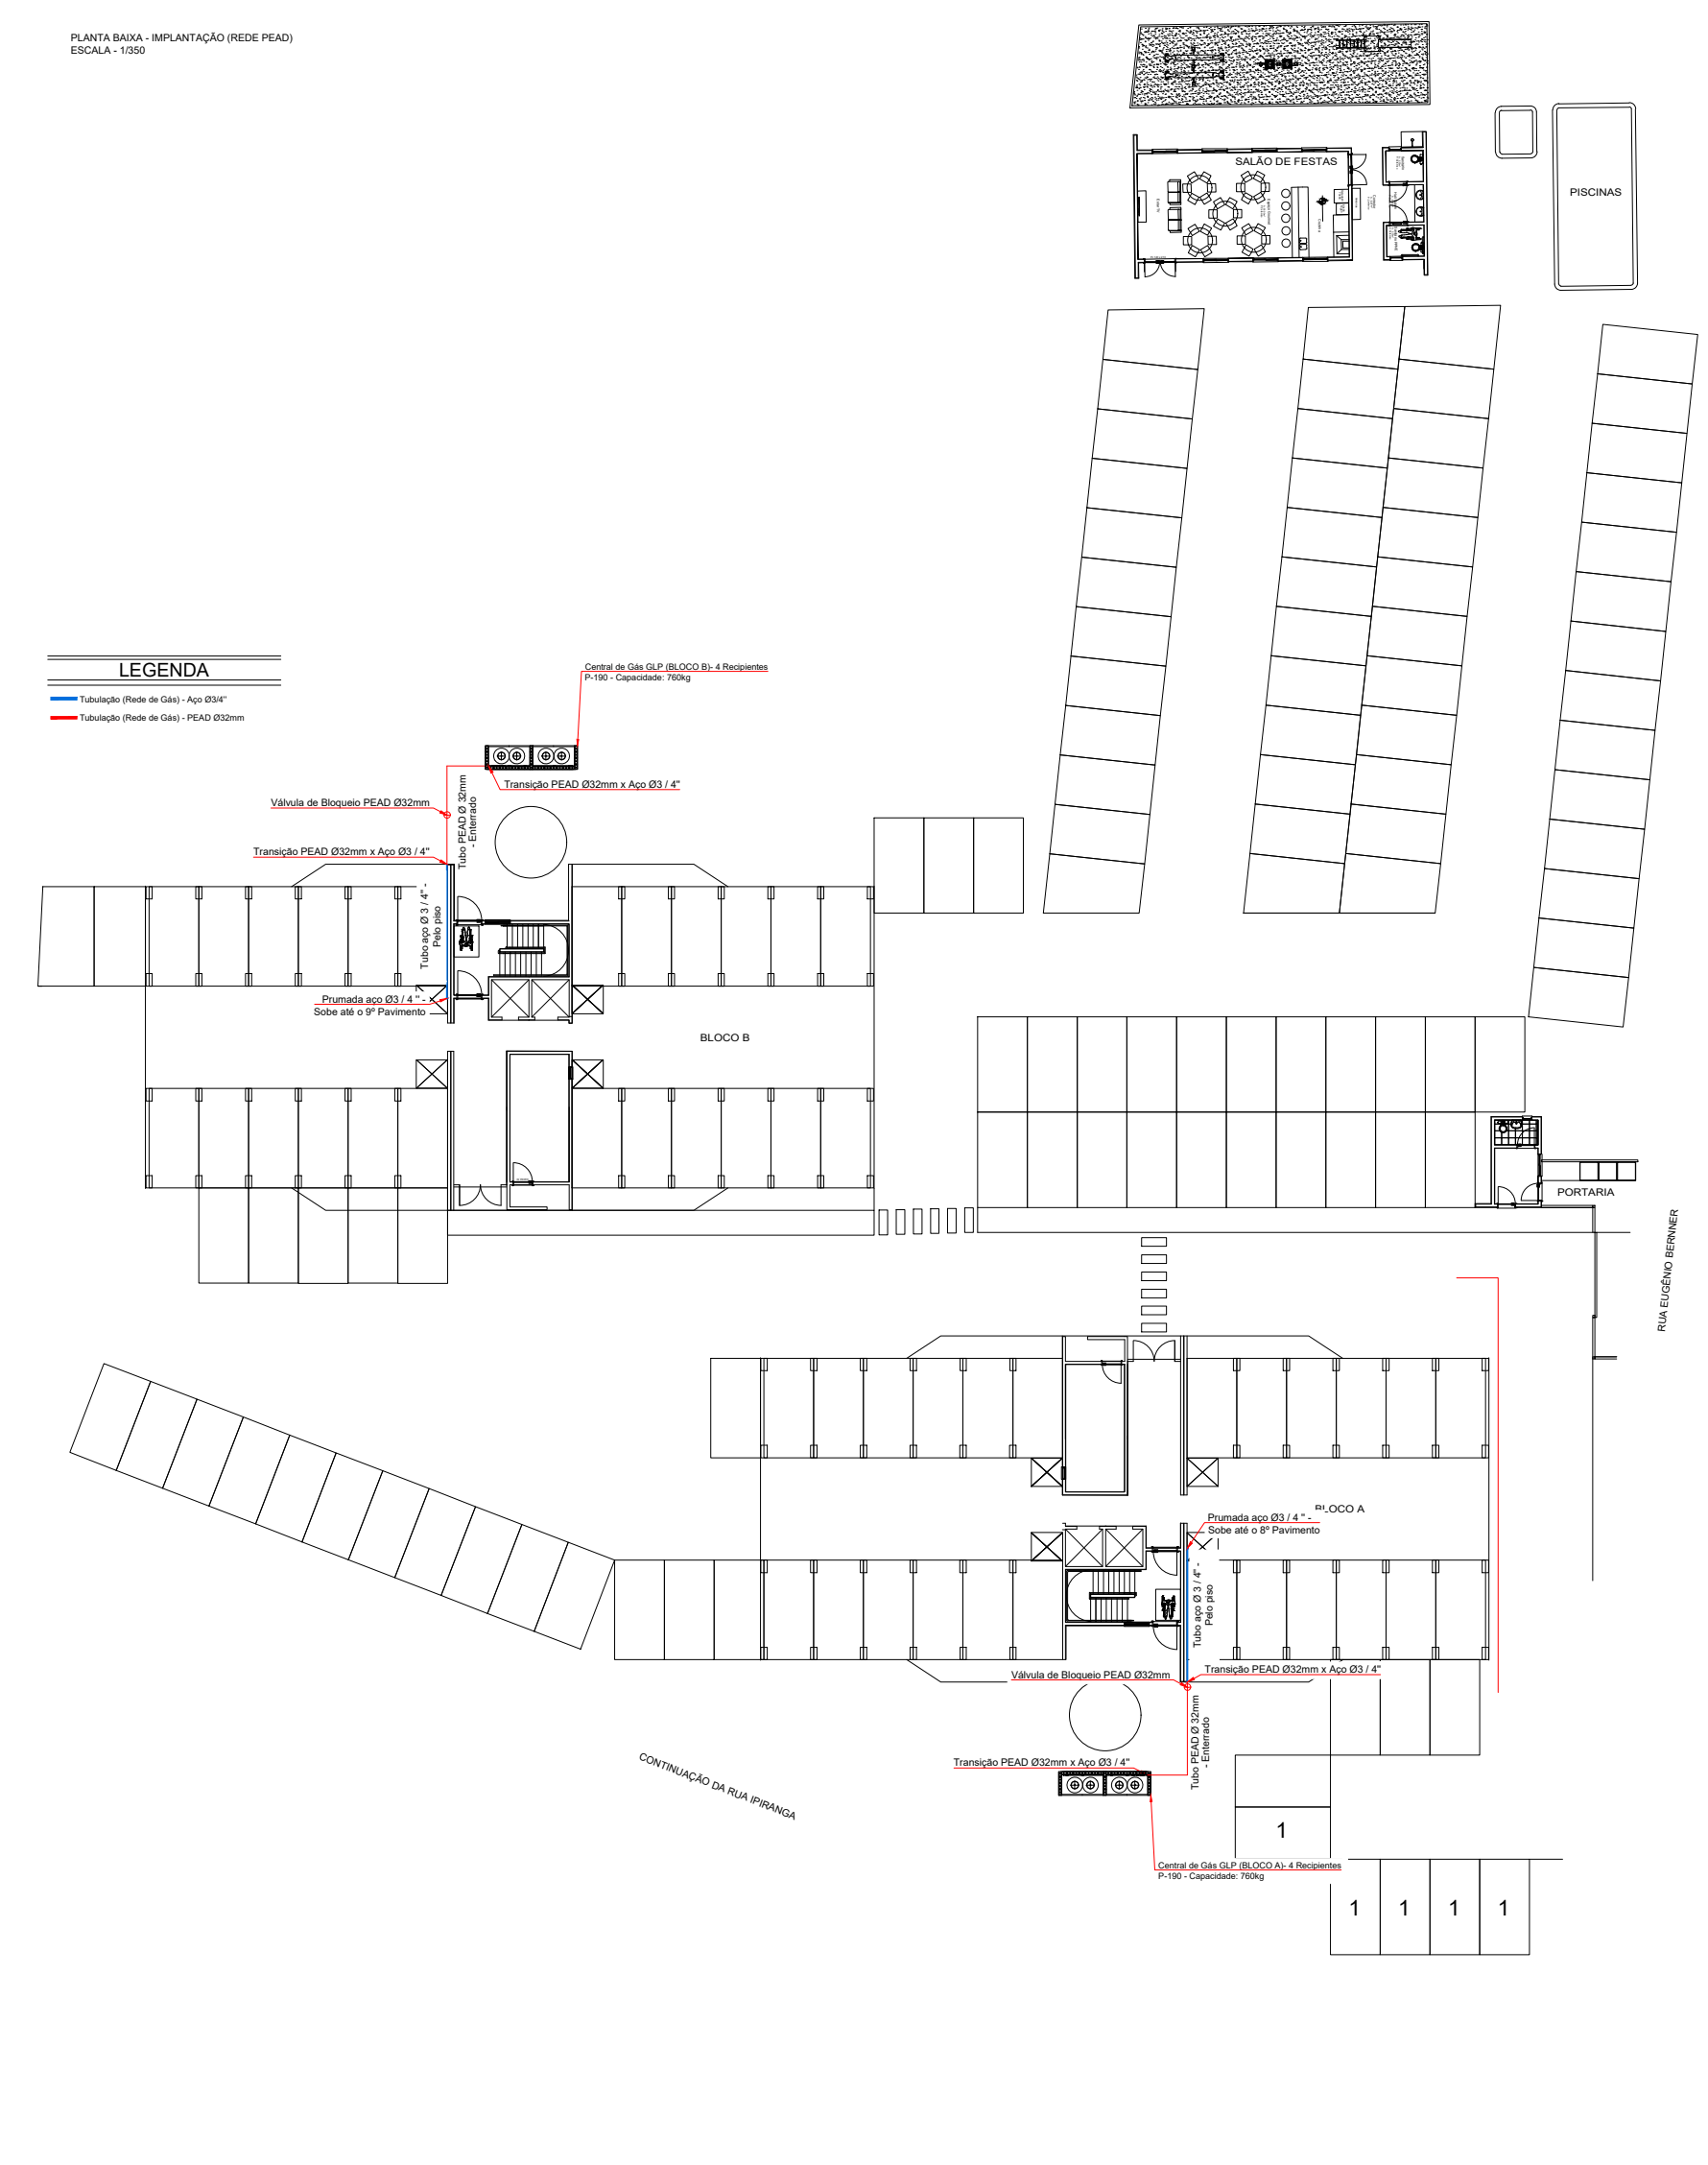 PLANTA BAIXA - IMPLANTAÇÃO (REDE PEAD)
ESCALA - 1/350
SALÃO DE FESTAS
PISCINAS
LEGENDA
Tubulação (Rede de Gás) - Aço Ø3/4"
Tubulação (Rede de Gás) - PEAD Ø32mm
Central de Gás GLP (BLOCO B)- 4 Recipientes
P-190 - Capacidade: 760kg
Transição PEAD Ø32mm x Aço Ø3 / 4"
Válvula de Bloqueio PEAD Ø32mm
Tubo PEAD Ø 32mm
- Enterrado
Transição PEAD Ø32mm x Aço Ø3 / 4"
Tubo aço Ø 3 / 4" -
Pelo piso
Prumada aço Ø3 / 4 " -
Sobe até o 9º Pavimento
BLOCO B
PORTARIA
RUA EUGÊNIO BERNNER
BLOCO A
Prumada aço Ø3 / 4 " -
Sobe até o 8º Pavimento
Tubo aço Ø 3 / 4" -
Pelo piso
Válvula de Bloqueio PEAD Ø32mm
Transição PEAD Ø32mm x Aço Ø3 / 4"
Tubo PEAD Ø 32mm
- Enterrado
Transição PEAD Ø32mm x Aço Ø3 / 4"
CONTINUAÇÃO DA RUA IPIRANGA
1
Central de Gás GLP (BLOCO A)- 4 Recipientes
P-190 - Capacidade: 760kg
1 1 1 1